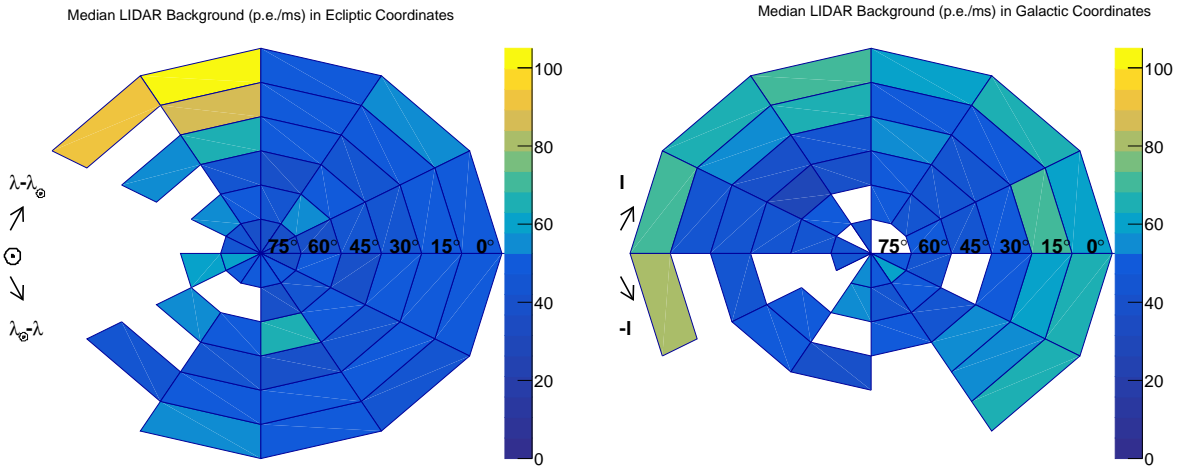 Median LIDAR Background (p.e./ms) in Ecliptic Coordinates
λ-λ☉
☉
λ☉-λ
75° 60° 45° 30° 15° 0°
100
80
60
40
20
0
Median LIDAR Background (p.e./ms) in Galactic Coordinates
l
-l
75° 60° 45° 30° 15° 0°
100
80
60
40
20
0